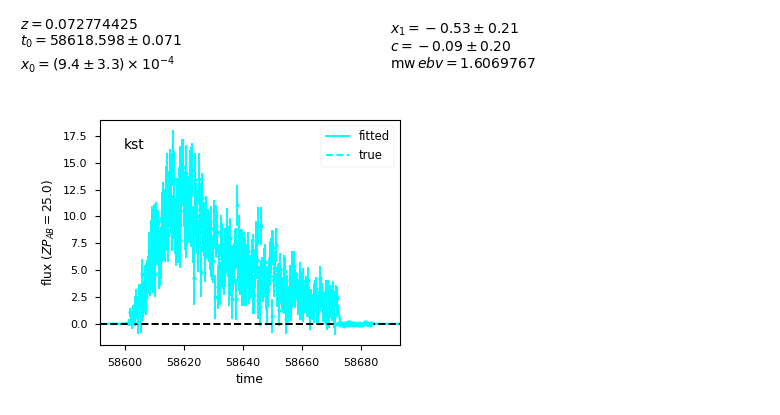 z = 0.072774425
t₀ = 58618.598 ± 0.071
x₀ = (9.4 ± 3.3) × 10⁻⁴
x₁ = −0.53 ± 0.21
c = −0.09 ± 0.20
mw ebv = 1.6069767
kst
fitted
true
17.5
15.0
12.5
10.0
7.5
5.0
2.5
0.0
flux (ZP_AB = 25.0)
58600 58620 58640 58660 58680
time